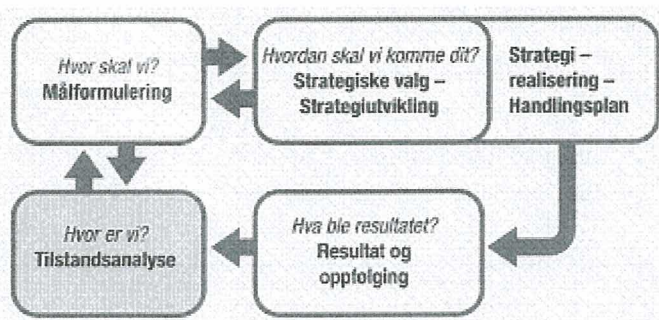 Hvor skal vi?
Målformulering
Hvordan skal vi komme dit?
Strategiske valg –
Strategiutvikling
Strategi –
realisering –
Handlingsplan
Hvor er vi?
Tilstandsanalyse
Hva ble resultatet?
Resultat og
oppfølging